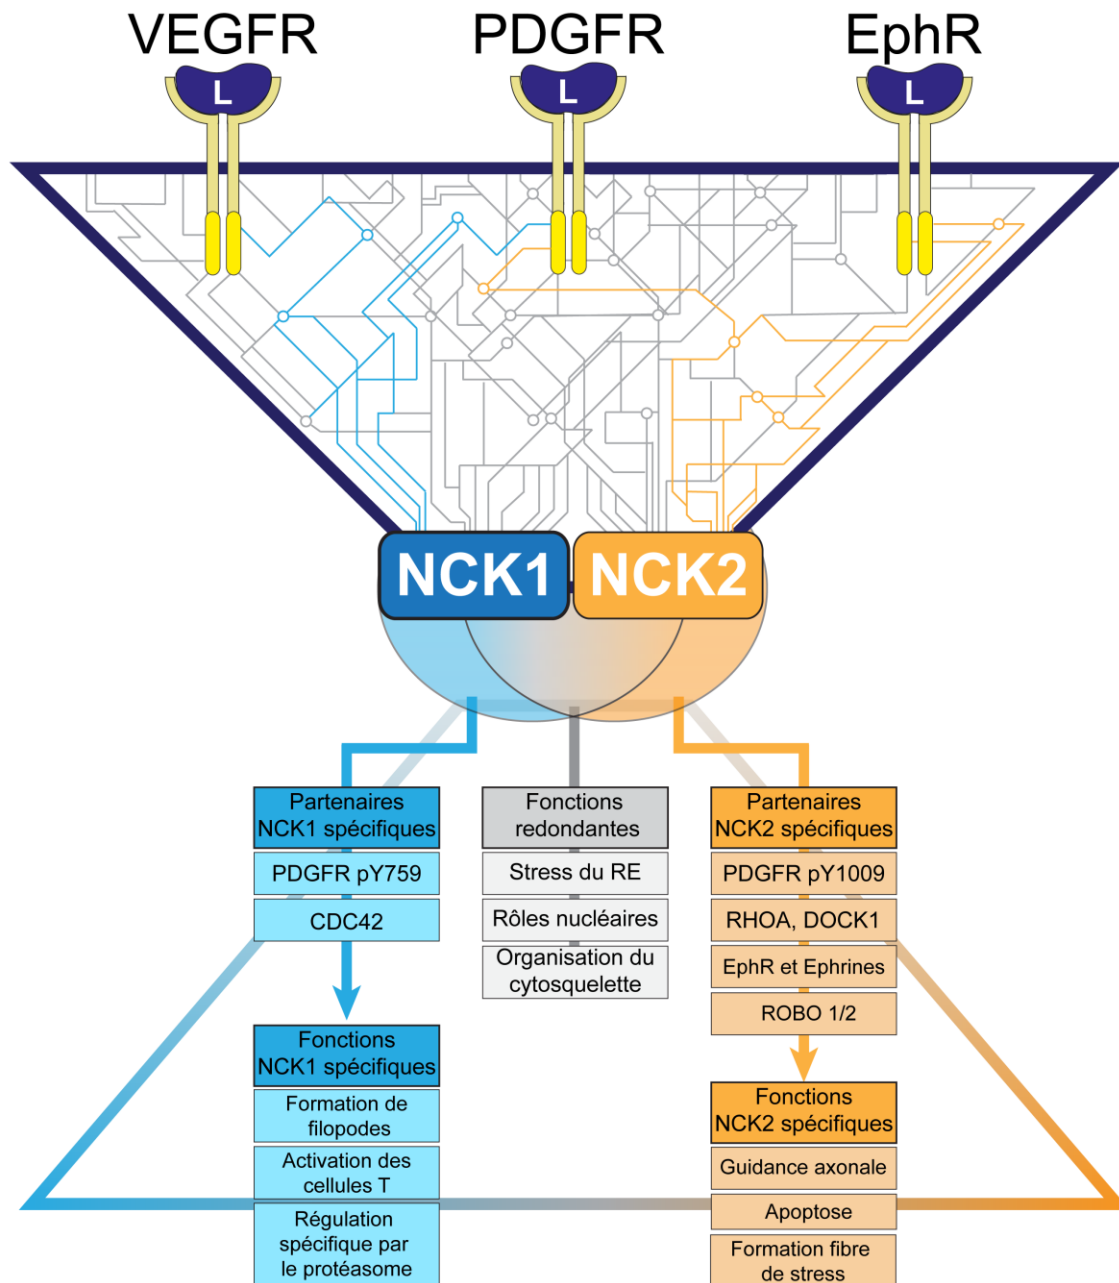 VEGFR PDGFR EphR
L L L
NCK1 NCK2
Partenaires
NCK1 spécifiques
PDGFR pY759
CDC42
Fonctions
NCK1 spécifiques
Formation de
filopodes
Activation des
cellules T
Régulation
spécifique par
le protéasome
Fonctions
redondantes
Stress du RE
Rôles nucléaires
Organisation du
cytosquelette
Partenaires
NCK2 spécifiques
PDGFR pY1009
RHOA, DOCK1
EphR et Ephrines
ROBO 1/2
Fonctions
NCK2 spécifiques
Guidance axonale
Apoptose
Formation fibre
de stress